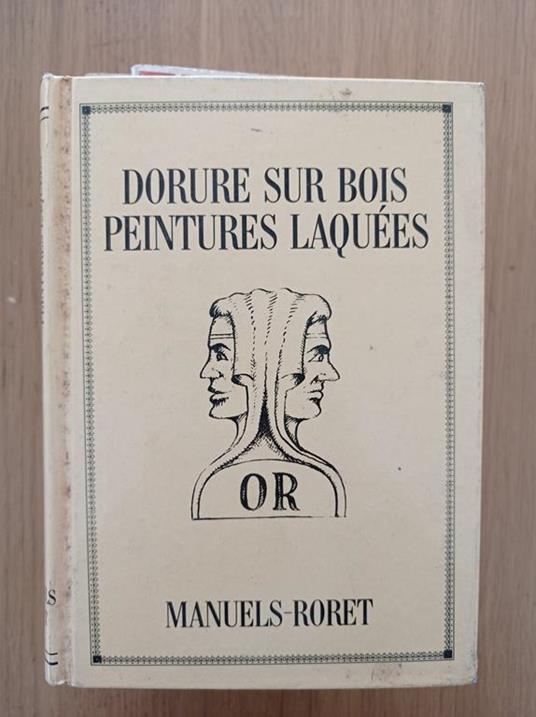 DORURE SUR BOIS
PEINTURES LAQUÉES
OR
MANUELS-RORET